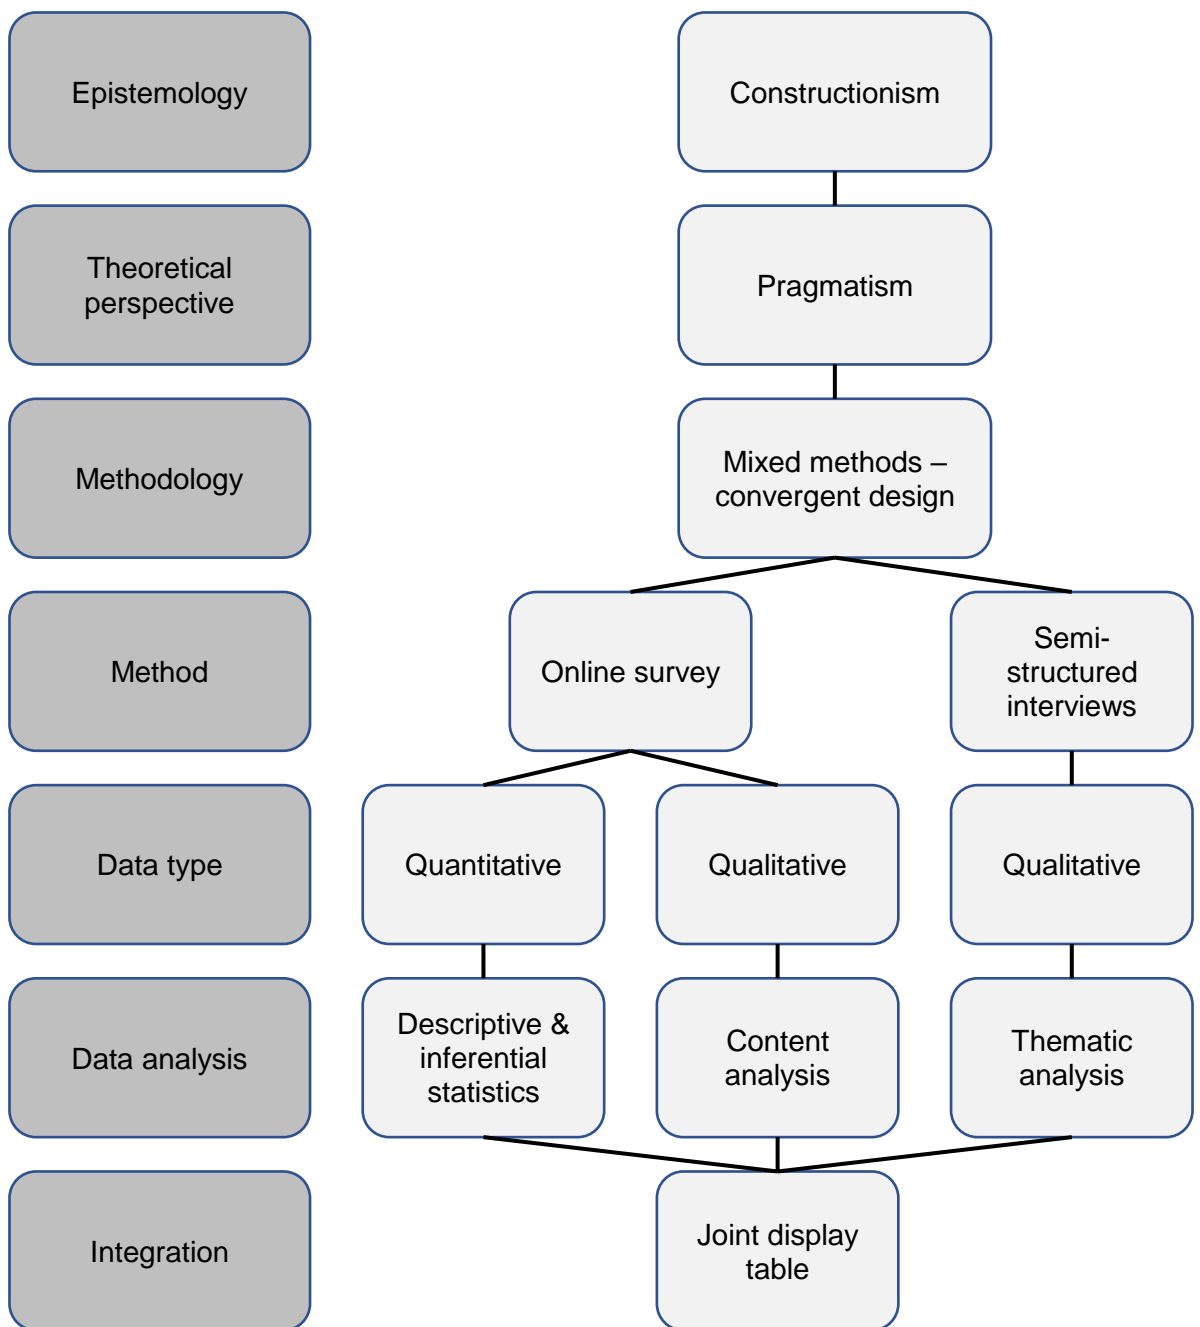 Epistemology
Constructionism
Theoretical
perspective
Pragmatism
Methodology
Mixed methods –
convergent design
Method
Online survey
Semi-
structured
interviews
Data type
Quantitative
Qualitative
Qualitative
Data analysis
Descriptive &
inferential
statistics
Content
analysis
Thematic
analysis
Integration
Joint display
table